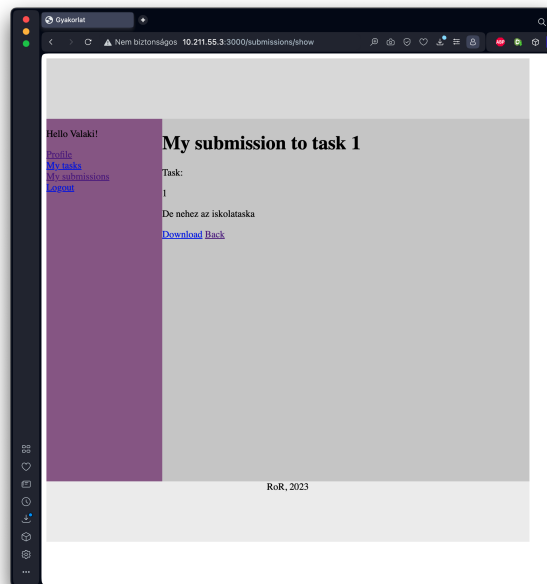 Gyakorlat
Nem biztonságos 10.211.55.3:3000/submissions/show
ABP
Hello Valaki!
Profile
My tasks
My submissions
Logout
My submission to task 1
Task:
1
De nehez az iskolataska
Download Back
RoR, 2023